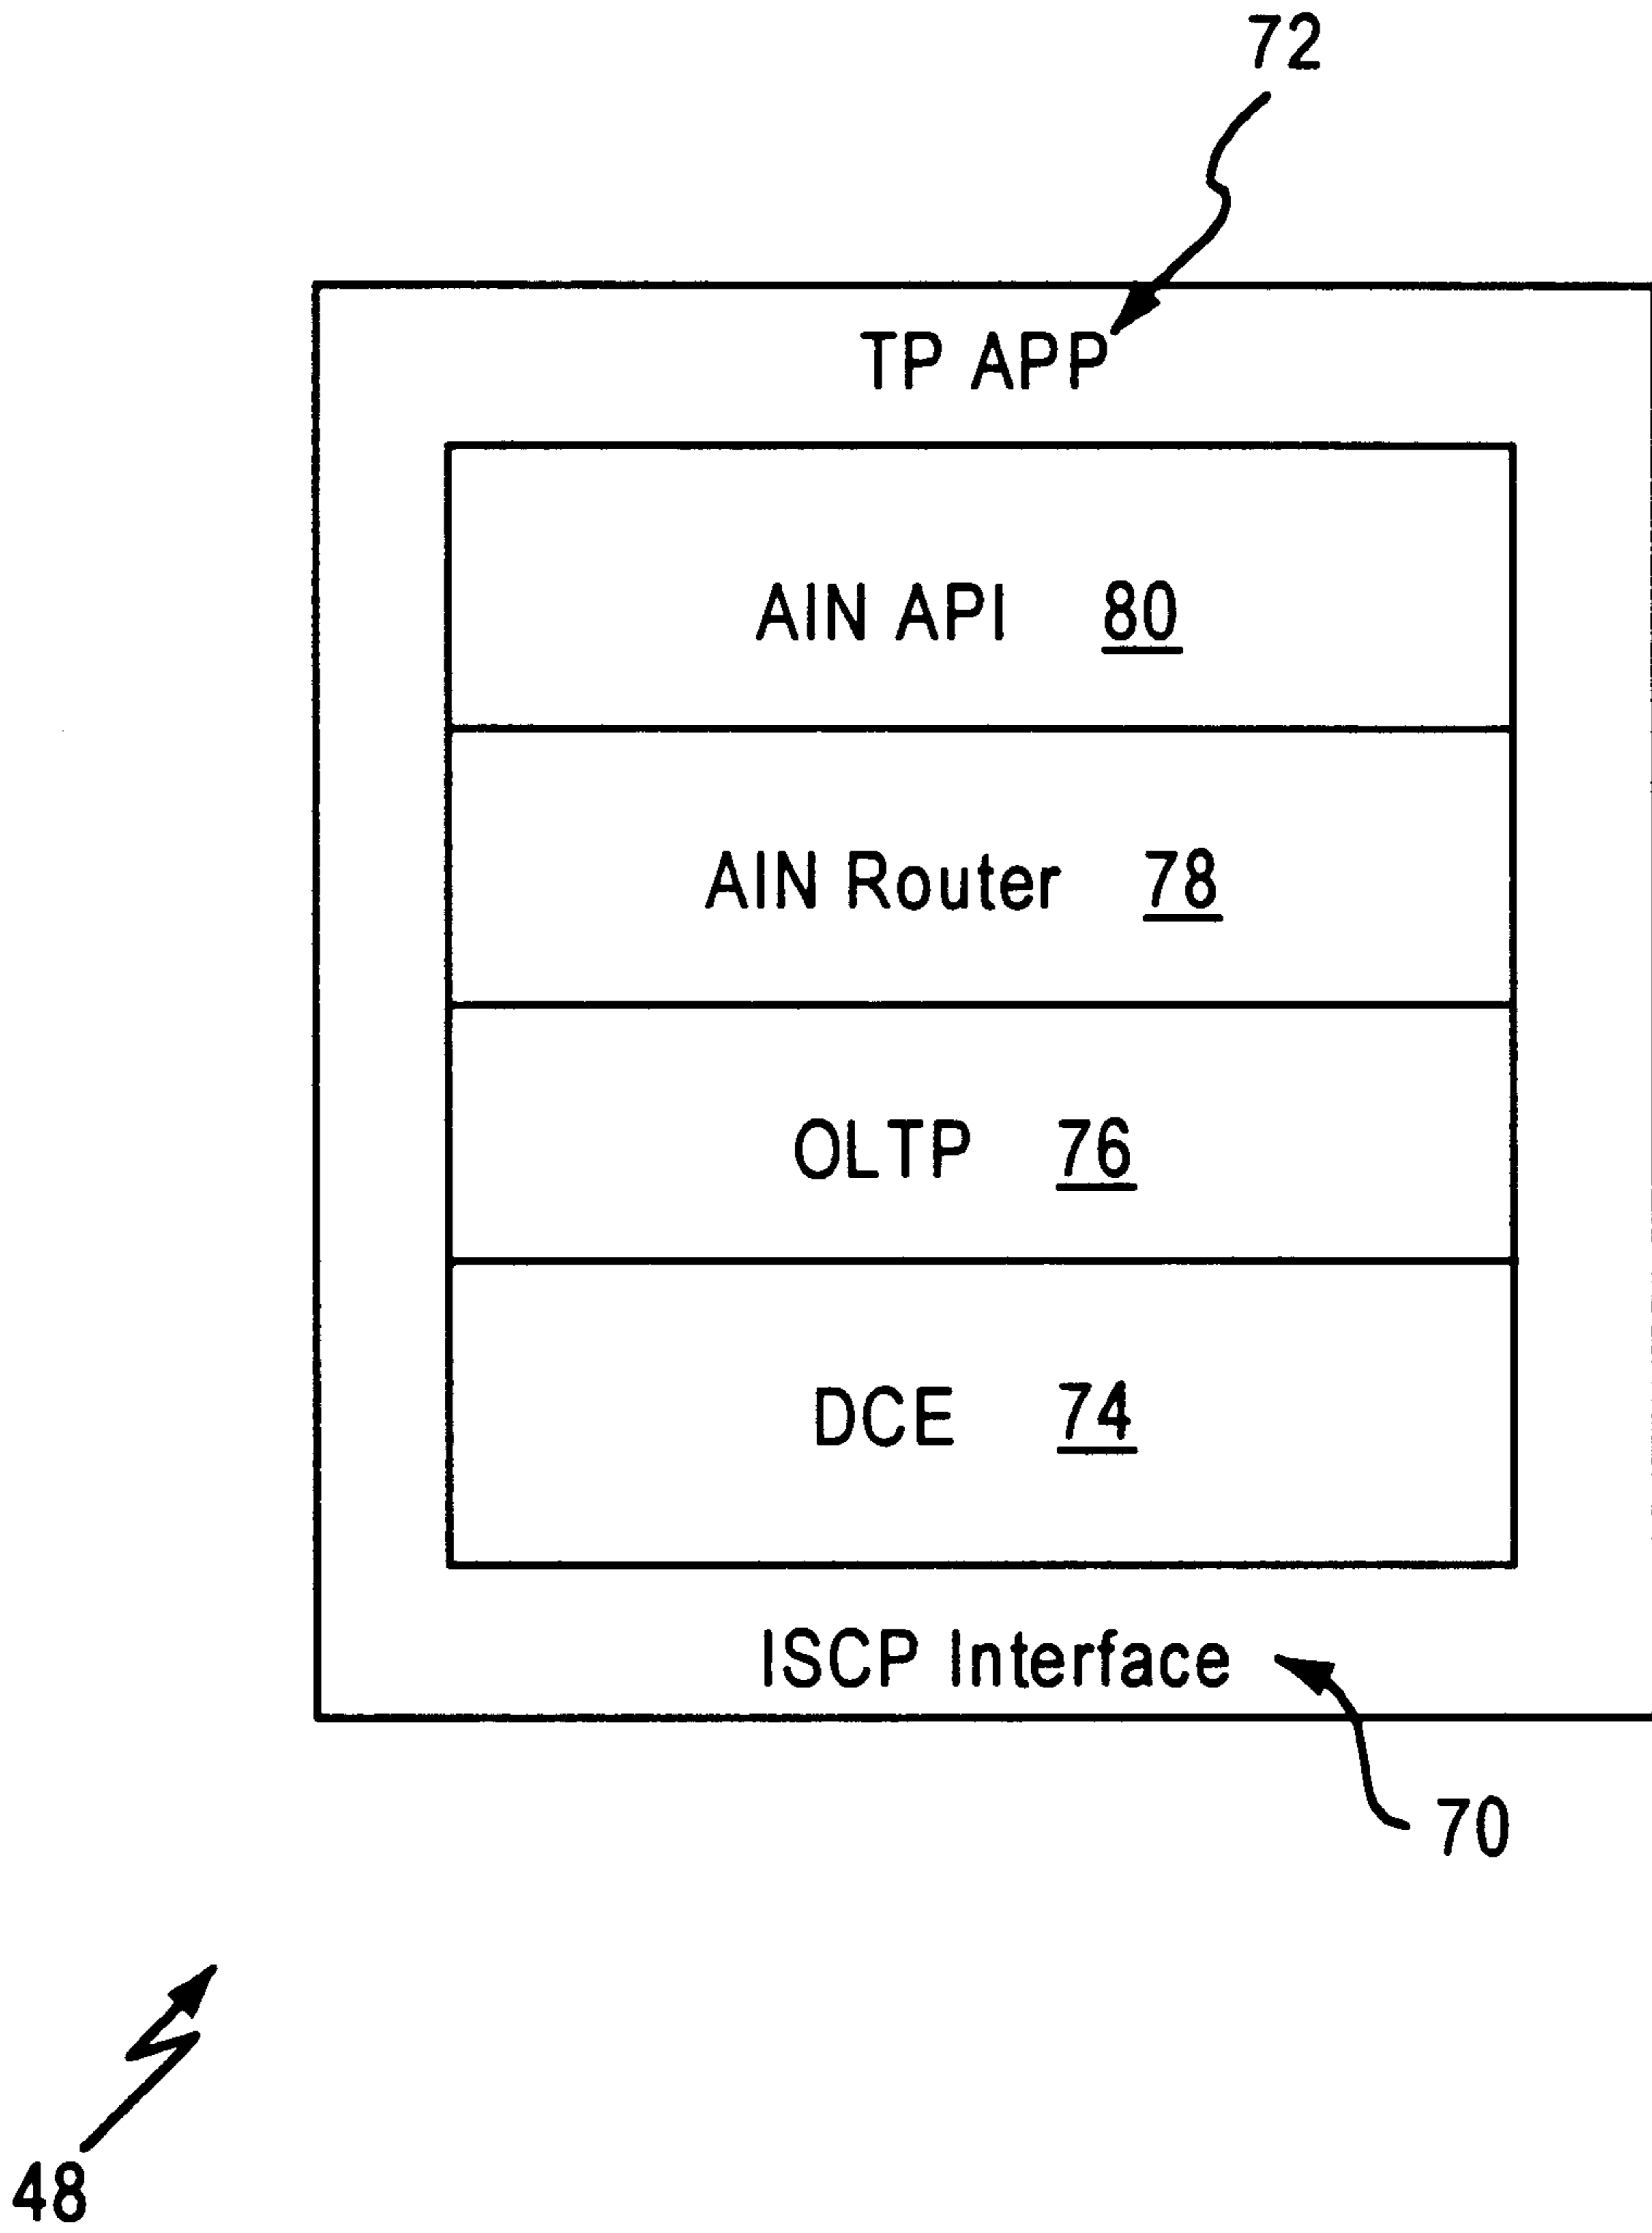 72
TP APP
AIN API 80
AIN Router 78
OLTP 76
DCE 74
ISCP Interface
70
48